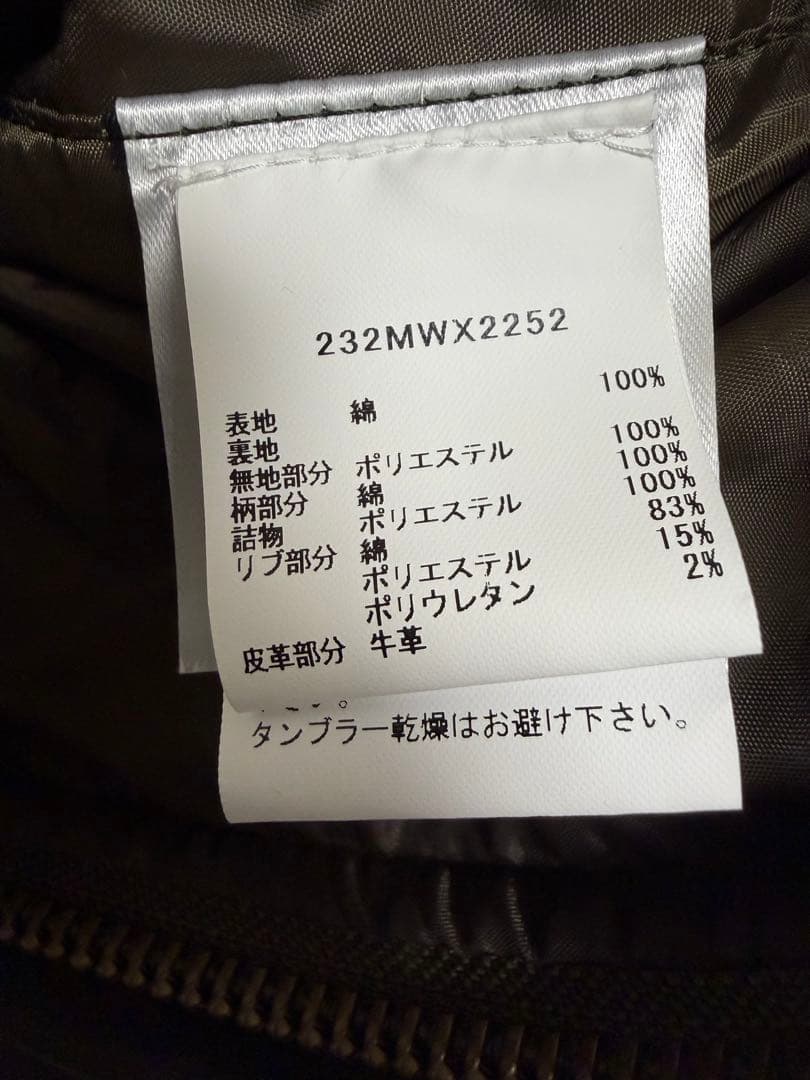 232MWX2252
表地 綿 100%
裏地
無地部分 ポリエステル 100%
柄部分 綿 100%
詰物 ポリエステル 100%
リブ部分 綿 83%
ポリエステル 15%
ポリウレタン 2%
皮革部分 牛革
タンブラー乾燥はお避け下さい。